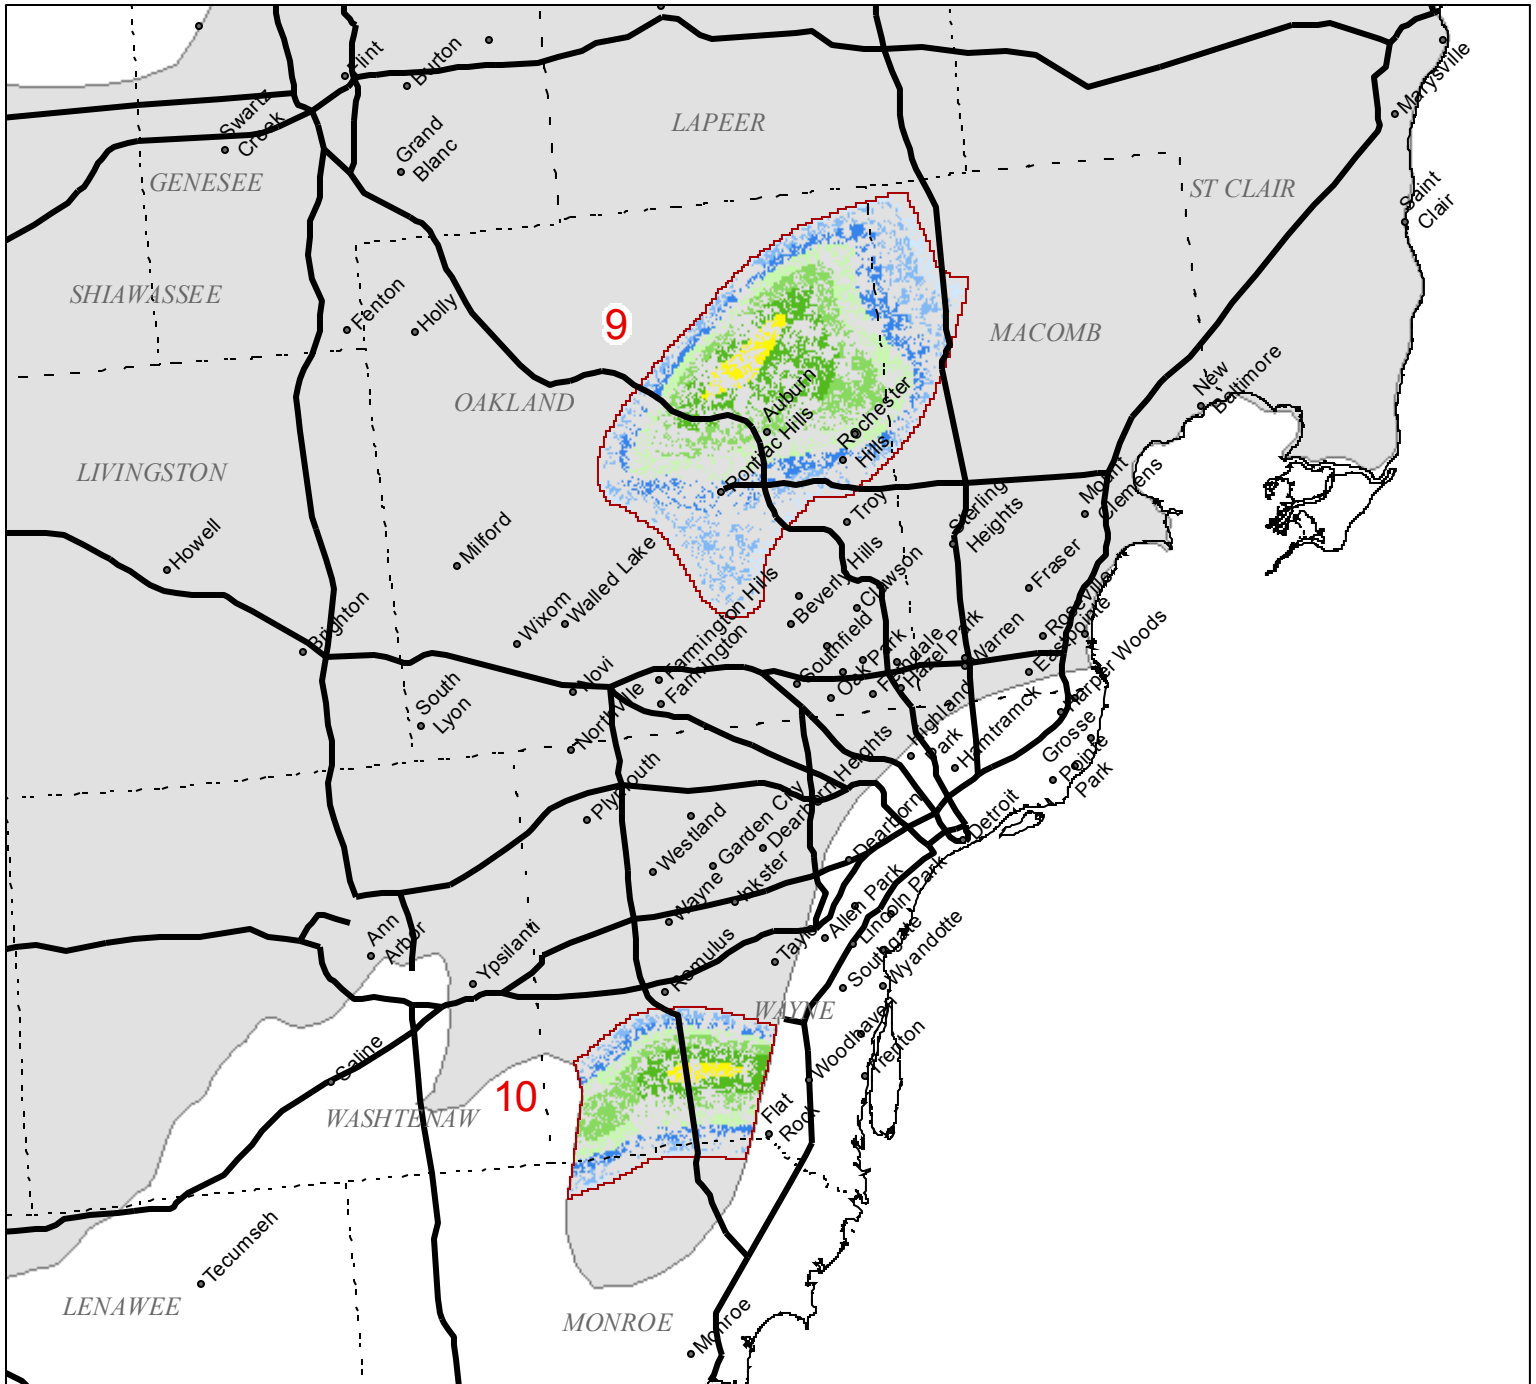 Flint
Burton
Marysville
Swartz
Creek
Grand
Blanc
LAPEER
GENESEE
ST CLAIR
Saint
Clair
SHIAWASSEE
Fenton
Holly
9
MACOMB
OAKLAND
Auburn
Hills
Rochester
Hills
New
Baltimore
LIVINGSTON
Pontiac
Troy
Sterling
Heights
Mount
Clemens
Howell
Milford
Walled Lake
Wixom
Beverly Hills
Clawson
Fraser
Roseville
Eastpointe
Brighton
Farmington Hills
Farmington
Southfield
Oak Park
Ferndale
Hazel Park
Warren
Harper Woods
Novi
Northville
South
Lyon
Highland
Park
Hamtramck
Grosse
Pointe
Park
Plymouth
Westland
Garden City
Dearborn Heights
Dearborn
Detroit
Wayne
Inkster
Allen Park
Lincoln Park
Ann
Arbor
Ypsilanti
Romulus
Taylor
Southgate
Wyandotte
WAYNE
Saline
Woodhaven
Trenton
10
WASHTENAW
Flat
Rock
Tecumseh
LENAWEE
MONROE
Monroe